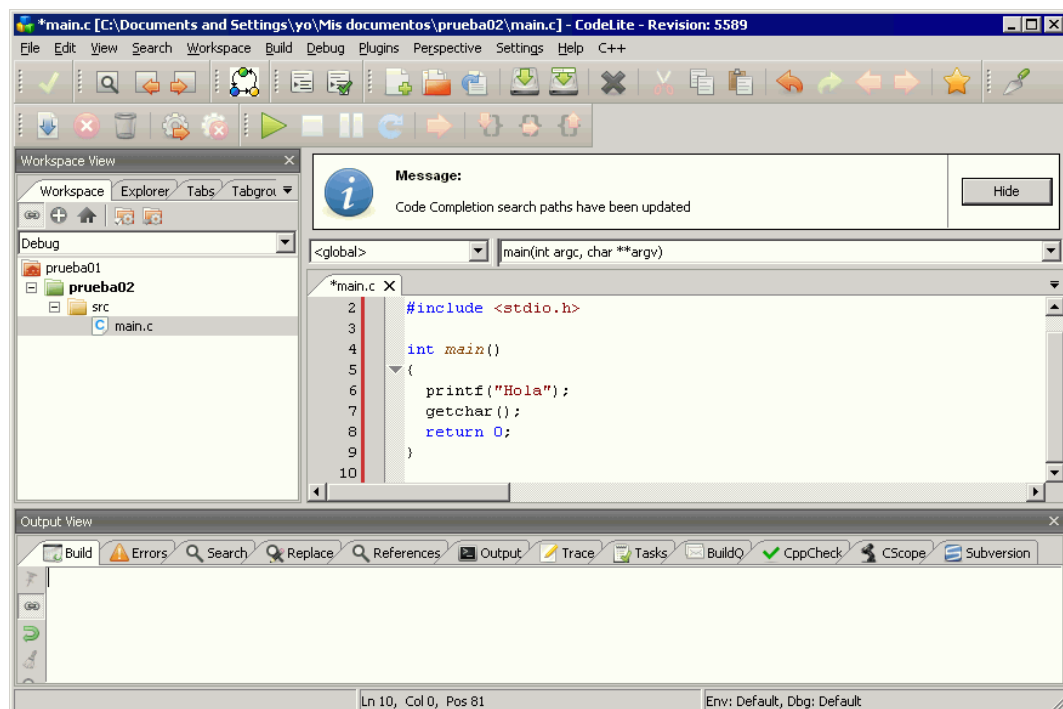 *main.c [C:\Documents and Settings\yo\Mis documentos\prueba02\main.c] - CodeLite - Revision: 5589
File Edit View Search Workspace Build Debug Plugins Perspective Settings Help C++
Workspace View
Workspace Explorer Tabs Tabgrou
Debug
prueba01
prueba02
src
main.c
Message:
Code Completion search paths have been updated
Hide
<global> main(int argc, char **argv)
*main.c
2 #include <stdio.h>
3
4 int main()
5 {
6 printf("Hola");
7 getchar();
8 return 0;
9 }
10
Output View
Build Errors Search Replace References Output Trace Tasks BuildQ CppCheck CScope Subversion
Ln 10, Col 0, Pos 81 Env: Default, Dbg: Default